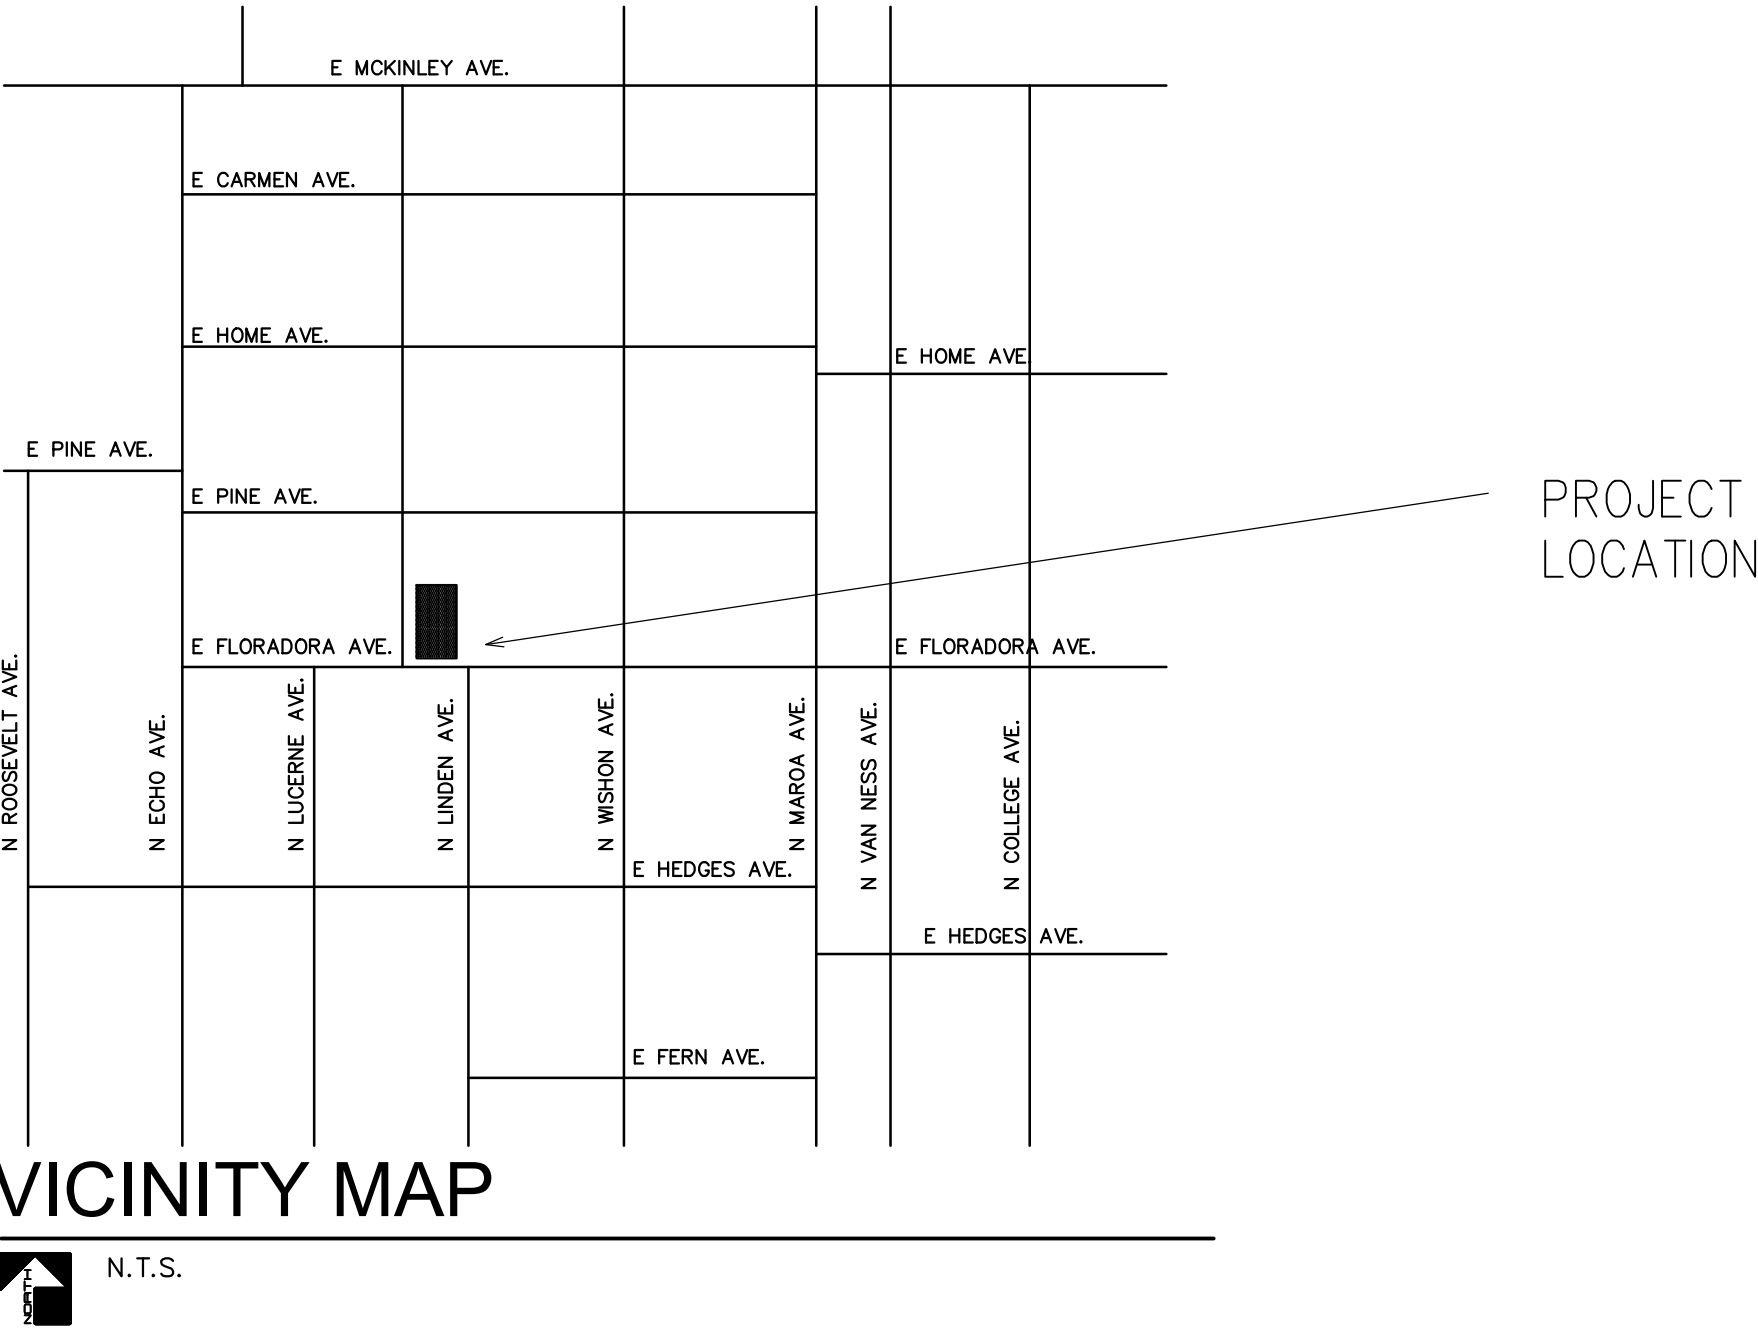 E MCKINLEY AVE.
E CARMEN AVE.
E HOME AVE.
E HOME AVE.
E PINE AVE.
E PINE AVE.
PROJECT
LOCATION
E FLORADORA AVE.
E FLORADORA AVE.
N ROOSEVELT AVE.
N ECHO AVE.
N LUCERNE AVE.
N LINDEN AVE.
N WISHON AVE.
N MAROA AVE.
N VAN NESS AVE.
N COLLEGE AVE.
E HEDGES AVE.
E HEDGES AVE.
E FERN AVE.
VICINITY MAP
NORTH
N.T.S.